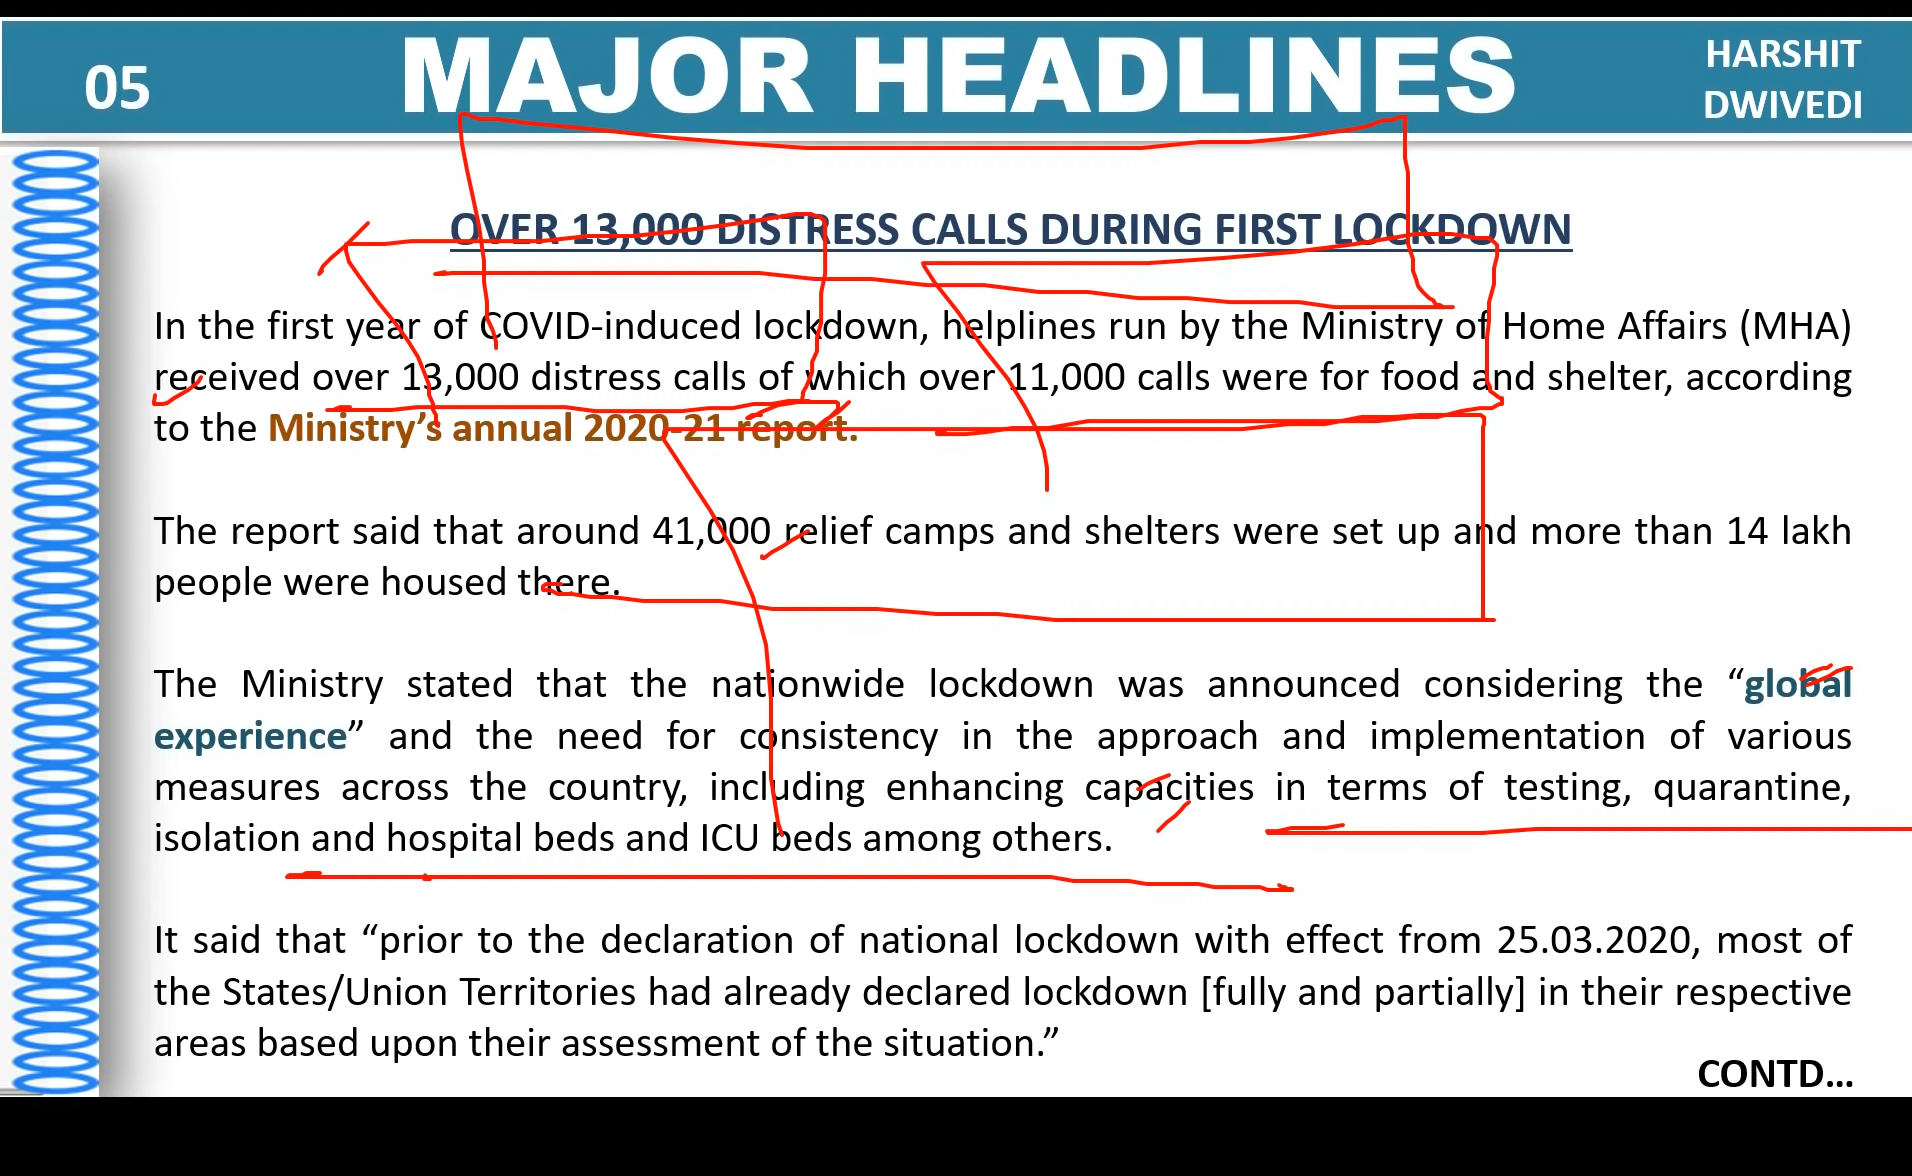 05
MAJOR HEADLINES
HARSHIT
DWIVEDI
OVER 13,000 DISTRESS CALLS DURING FIRST LOCKDOWN
In the first year of COVID-induced lockdown, helplines run by the Ministry of Home Affairs (MHA)
received over 13,000 distress calls of which over 11,000 calls were for food and shelter, according
to the Ministry’s annual 2020-21 report.
The report said that around 41,000 relief camps and shelters were set up and more than 14 lakh
people were housed there.
The Ministry stated that the nationwide lockdown was announced considering the “global
experience” and the need for consistency in the approach and implementation of various
measures across the country, including enhancing capacities in terms of testing, quarantine,
isolation and hospital beds and ICU beds among others.
It said that “prior to the declaration of national lockdown with effect from 25.03.2020, most of
the States/Union Territories had already declared lockdown [fully and partially] in their respective
areas based upon their assessment of the situation.”
CONTD...